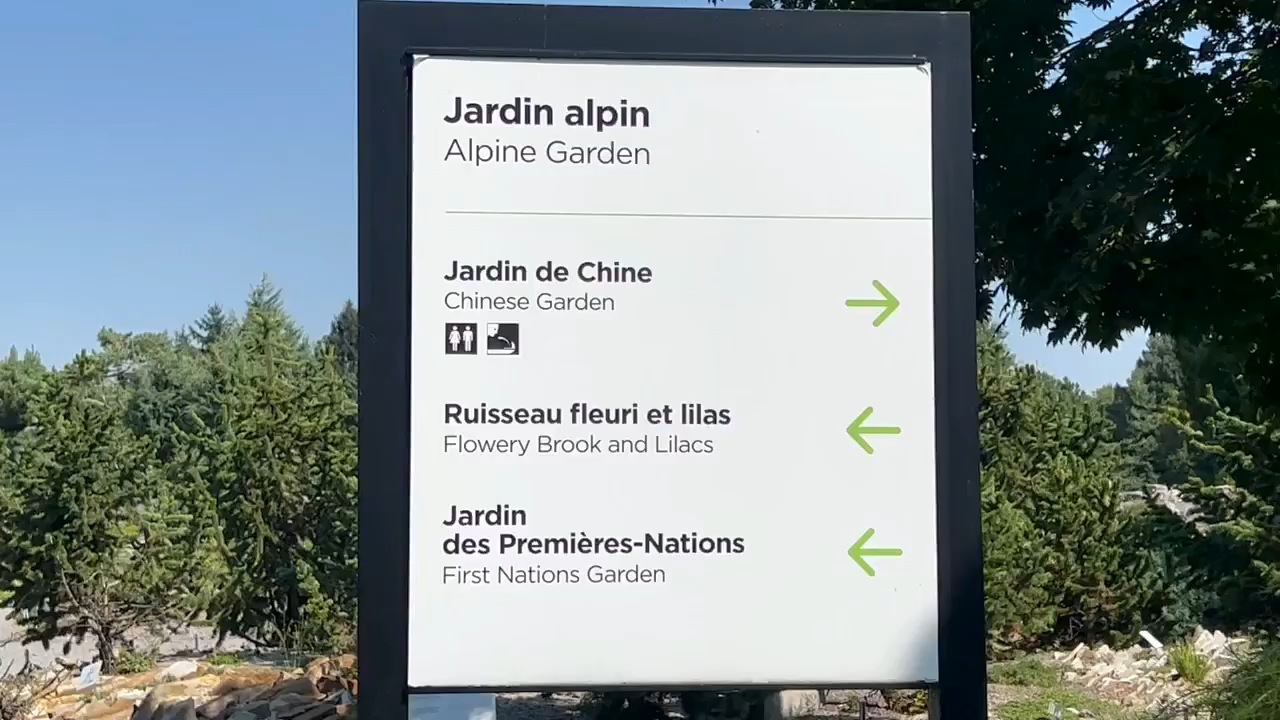 Jardin alpin
Alpine Garden
Jardin de Chine
Chinese Garden
Ruisseau fleuri et lilas
Flowery Brook and Lilacs
Jardin
des Premières-Nations
First Nations Garden